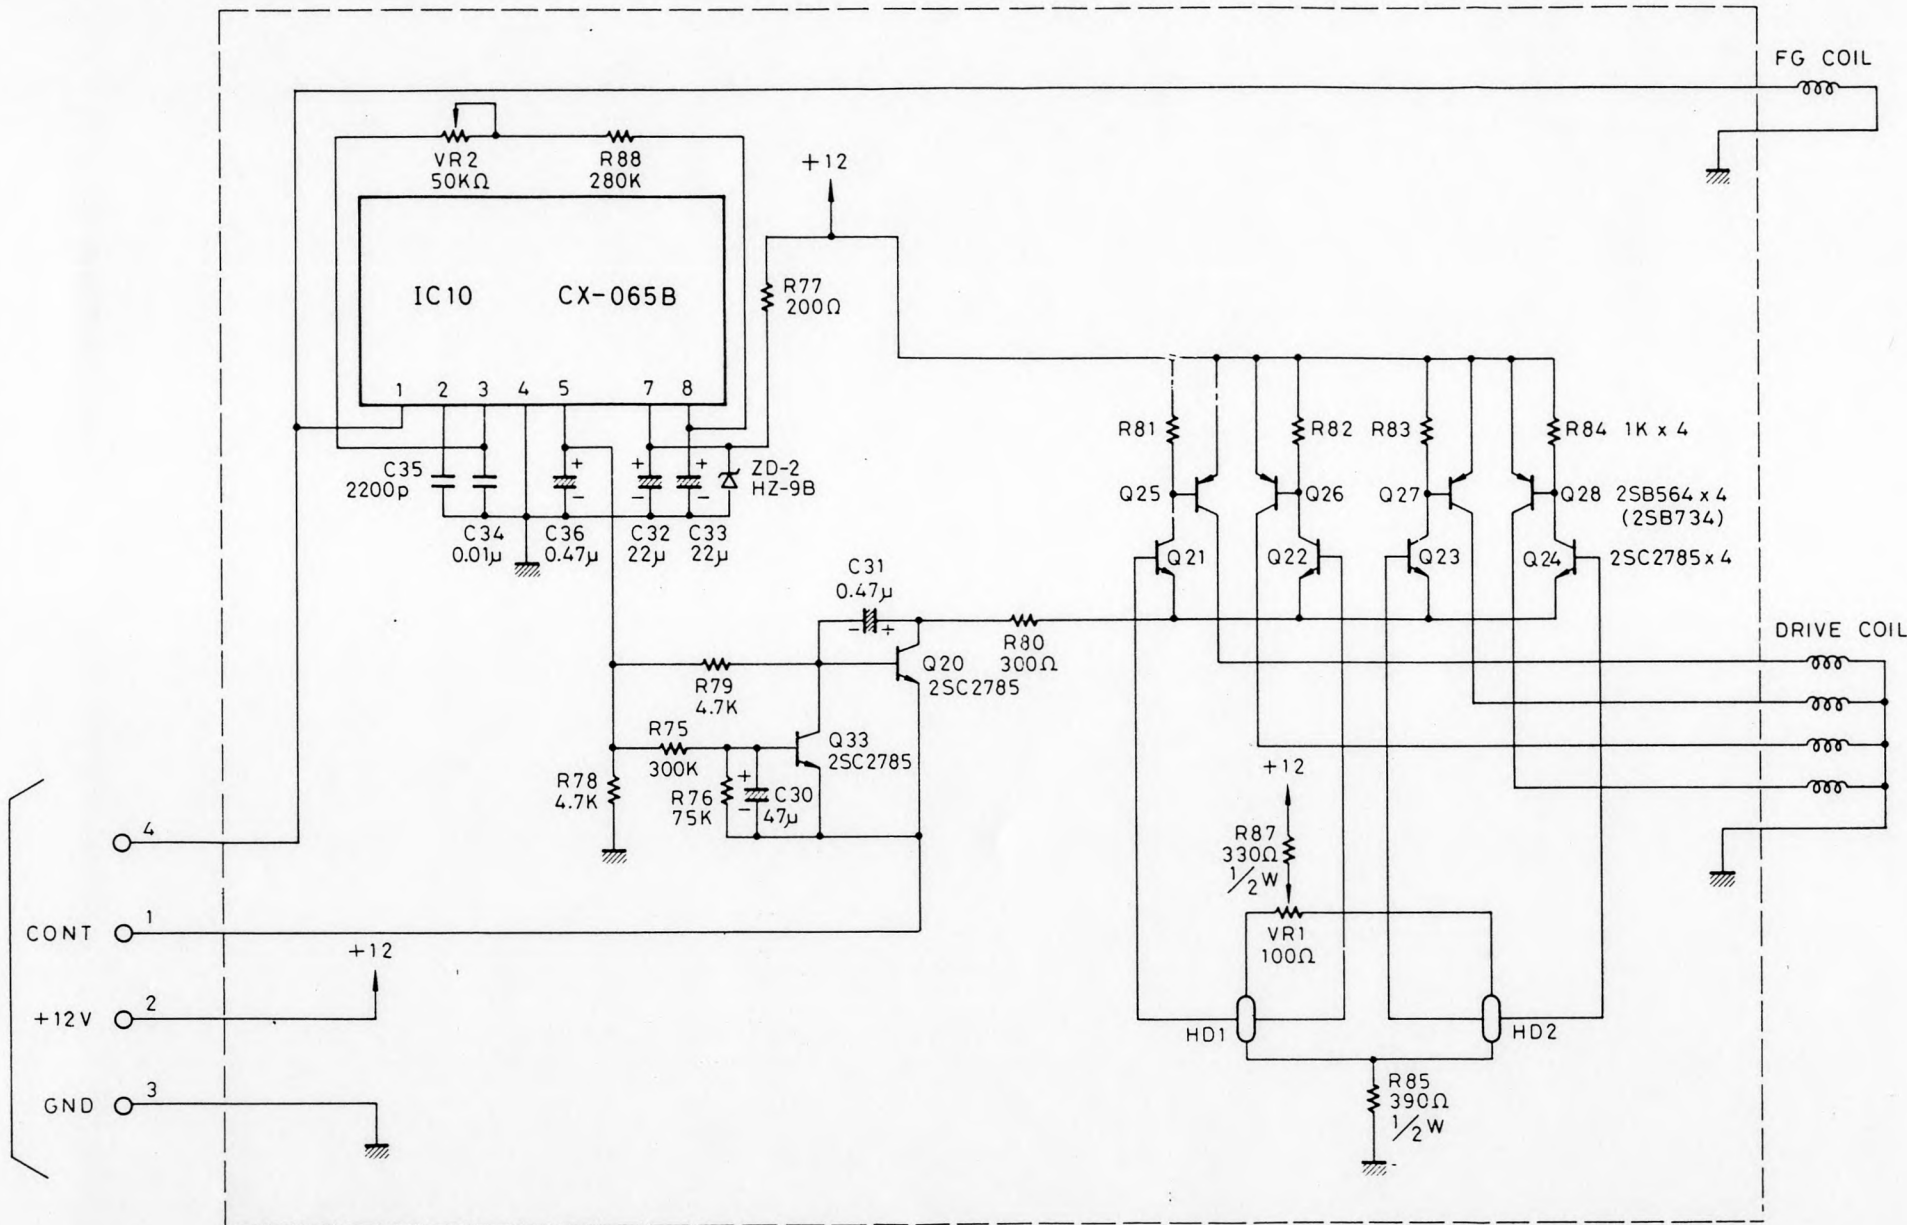 FG COIL
VR2
50KΩ
R88
280K
+12
IC10 CX-065B
R77
200Ω
1 2 3 4 5 7 8
C35
2200p
C34
0.01μ
C36
0.47μ
C32
22μ
C33
22μ
+ - + - + -
ZD-2
HZ-9B
R81
R82
R83
R84 1K x 4
Q25
Q26
Q27
Q28 2SB564 x 4
(2SB734)
Q21
Q22
Q23
Q24 2SC2785 x 4
C31
0.47μ
- +
R80
300Ω
Q20
2SC2785
R79
4.7K
DRIVE COIL
R75
300K
Q33
2SC2785
R78
4.7K
R76
75K
+
-
C30
47μ
+12
R87
330Ω
1/2 W
VR1
100Ω
4
CONT 1
+12
+12V 2
GND 3
HD1
HD2
R85
390Ω
1/2 W